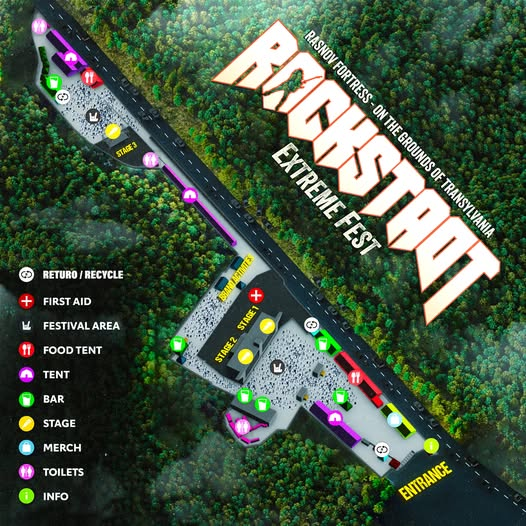 RASNOV FORTRESS - ON THE GROUNDS OF TRANSYLVANIA
ROCKSTADT
EXTREME FEST
STAGE 3
STAGE 1
STAGE 2
RETURO / RECYCLE
FIRST AID
FESTIVAL AREA
FOOD TENT
TENT
BAR
STAGE
MERCH
TOILETS
INFO
ENTRANCE